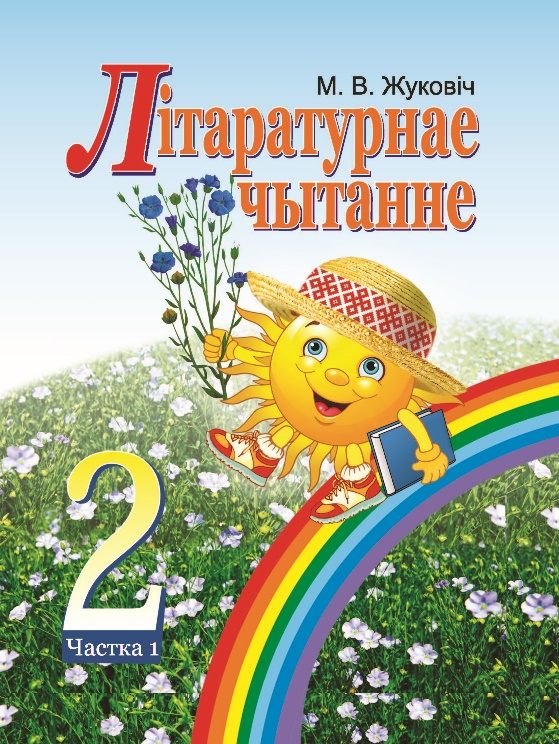 М. В. Жуковіч
Літаратурнае
чытанне
2
Частка 1